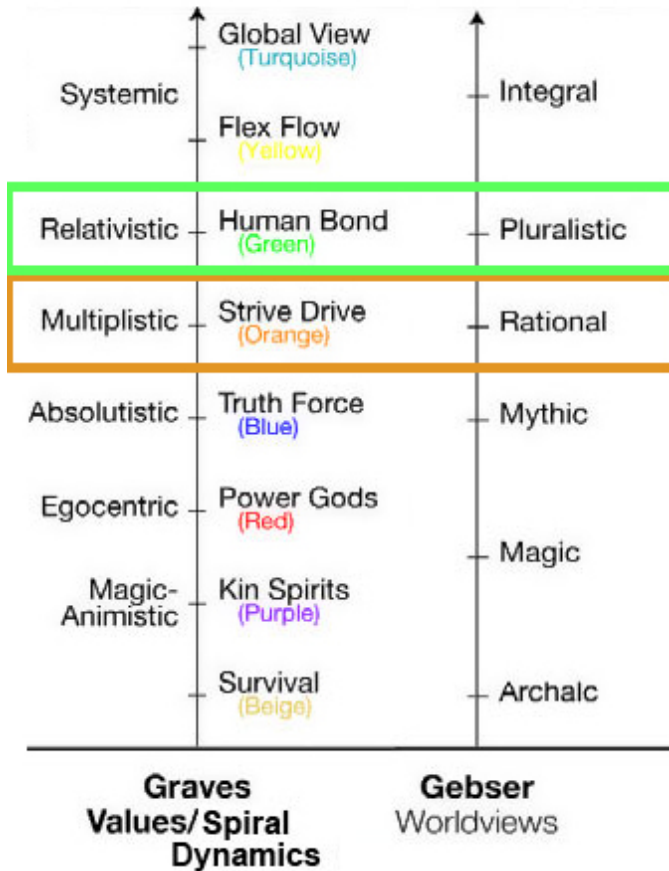 Global View
(Turquoise)
Systemic
Integral
Flex Flow
(Yellow)
Relativistic
Human Bond
(Green)
Pluralistic
Multiplistic
Strive Drive
(Orange)
Rational
Absolutistic
Truth Force
(Blue)
Mythic
Egocentric
Power Gods
(Red)
Magic
Magic-
Animistic
Kin Spirits
(Purple)
Survival
(Beige)
Archalc
Graves
Values/Spiral
Dynamics
Gebser
Worldviews